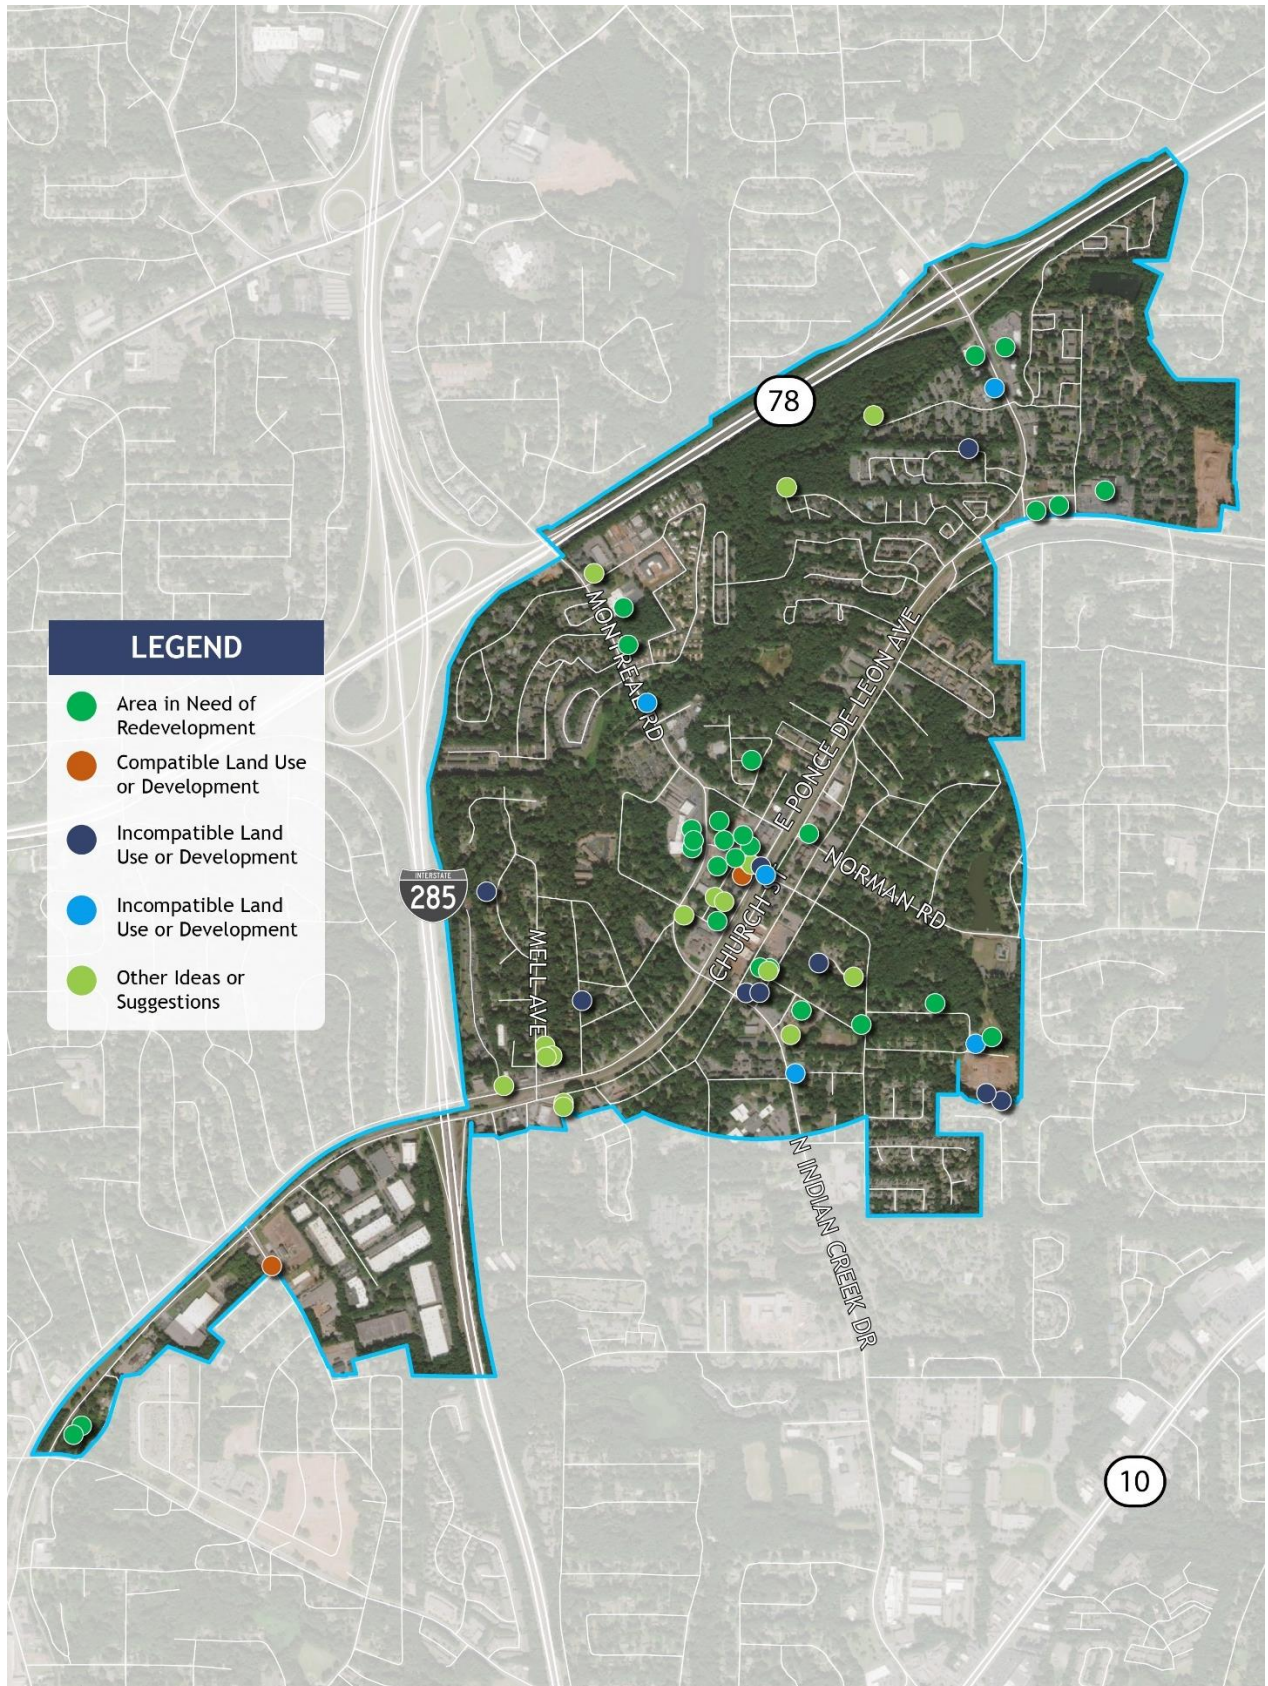 78
MONTREAL RD
E PONCE DE LEON AVE
LEGEND
Area in Need of
Redevelopment
Compatible Land Use
or Development
Incompatible Land
Use or Development
Incompatible Land
Use or Development
Other Ideas or
Suggestions
INTERSTATE
285
NORMAN RD
CHURCH ST
MELL AVE
N INDIAN CREEK DR
10